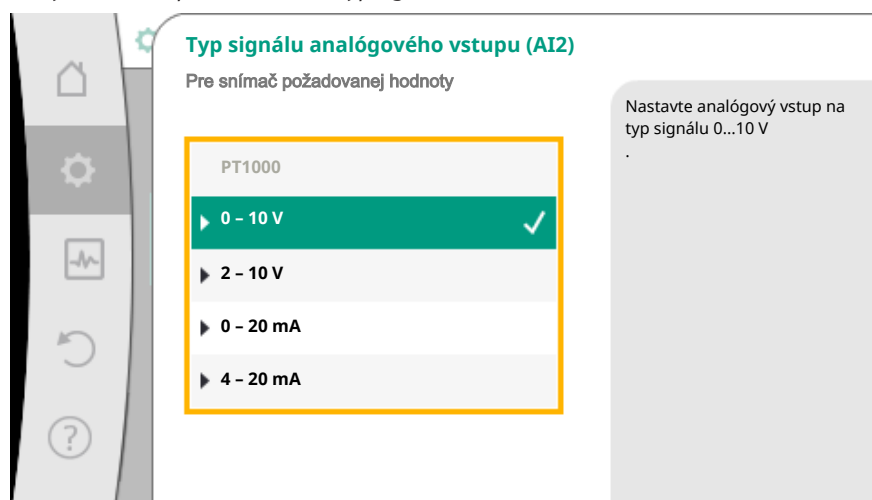 Typ signálu analógového vstupu (AI2)
Pre snímač požadovanej hodnoty
PT1000
0 – 10 V
2 – 10 V
0 – 20 mA
4 – 20 mA
Nastavte analógový vstup na
typ signálu 0...10 V
.
?